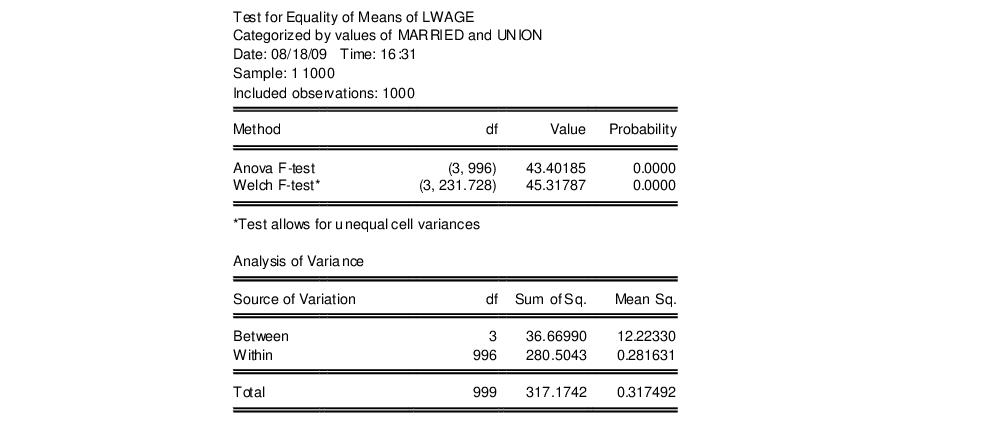 Test for Equality of Means of LWAGE
Categorized by values of MARRIED and UNION
Date: 08/18/09 Time: 16:31
Sample: 1 1000
Included observations: 1000
Method df Value Probability
Anova F-test (3, 996) 43.40185 0.0000
Welch F-test* (3, 231.728) 45.31787 0.0000
*Test allows for unequal cell variances
Analysis of Variance
Source of Variation df Sum of Sq. Mean Sq.
Between 3 36.66990 12.22330
Within 996 280.5043 0.281631
Total 999 317.1742 0.317492